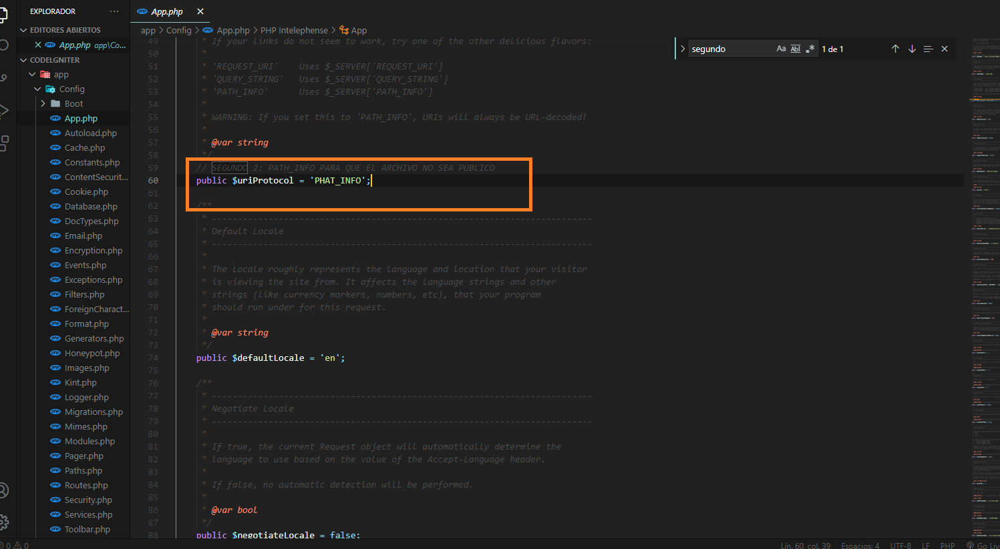 EXPLORADOR ···
EDITORES ABIERTOS
App.php app\Co...
CODEIGNITER
app
Config
Boot
App.php
Autoload.php
Cache.php
Constants.php
ContentSecurit...
Cookie.php
Database.php
DocTypes.php
Email.php
Encryption.php
Events.php
Exceptions.php
Filters.php
ForeignCharact...
Format.php
Generators.php
Honeypot.php
Images.php
Kint.php
Logger.php
Migrations.php
Mimes.php
Modules.php
Pager.php
Paths.php
Routes.php
Security.php
Services.php
Toolbar.php
php App.php
app > Config > App.php > PHP Intelephense > App
segundo Aa Abl .* 1 de 1
49 * If your links do not seem to work, try one of the other delicious flavors:
50 *
51 * 'REQUEST_URI' Uses $_SERVER['REQUEST_URI']
52 * 'QUERY_STRING' Uses $_SERVER['QUERY_STRING']
53 * 'PATH_INFO' Uses $_SERVER['PATH_INFO']
54 *
55 * WARNING: If you set this to 'PATH_INFO', URIs will always be URL-decoded!
56 *
57 * @var string
58 */
59 // SEGUNDO 2: PATH_INFO PARA QUE EL ARCHIVO NO SEA PUBLICO
60 public $uriProtocol = 'PHAT_INFO';
61
62 /**
63 * --------------------------------------------------------------------------
64 * Default Locale
65 * --------------------------------------------------------------------------
66 *
67 * The Locale roughly represents the language and location that your visitor
68 * is viewing the site from. It affects the language strings and other
69 * strings (like currency markers, numbers, etc), that your program
70 * should run under for this request.
71 *
72 * @var string
73 */
74 public $defaultLocale = 'en';
75
76 /**
77 * --------------------------------------------------------------------------
78 * Negotiate Locale
79 * --------------------------------------------------------------------------
80 *
81 * If true, the current Request object will automatically determine the
82 * language to use based on the value of the Accept-Language header.
83 *
84 * If false, no automatic detection will be performed.
85 *
86 * @var bool
87 */
88 public $negotiateLocale = false;
0 0 Lín. 60, col. 39 Espacios: 4 UTF-8 LF PHP Go Liv